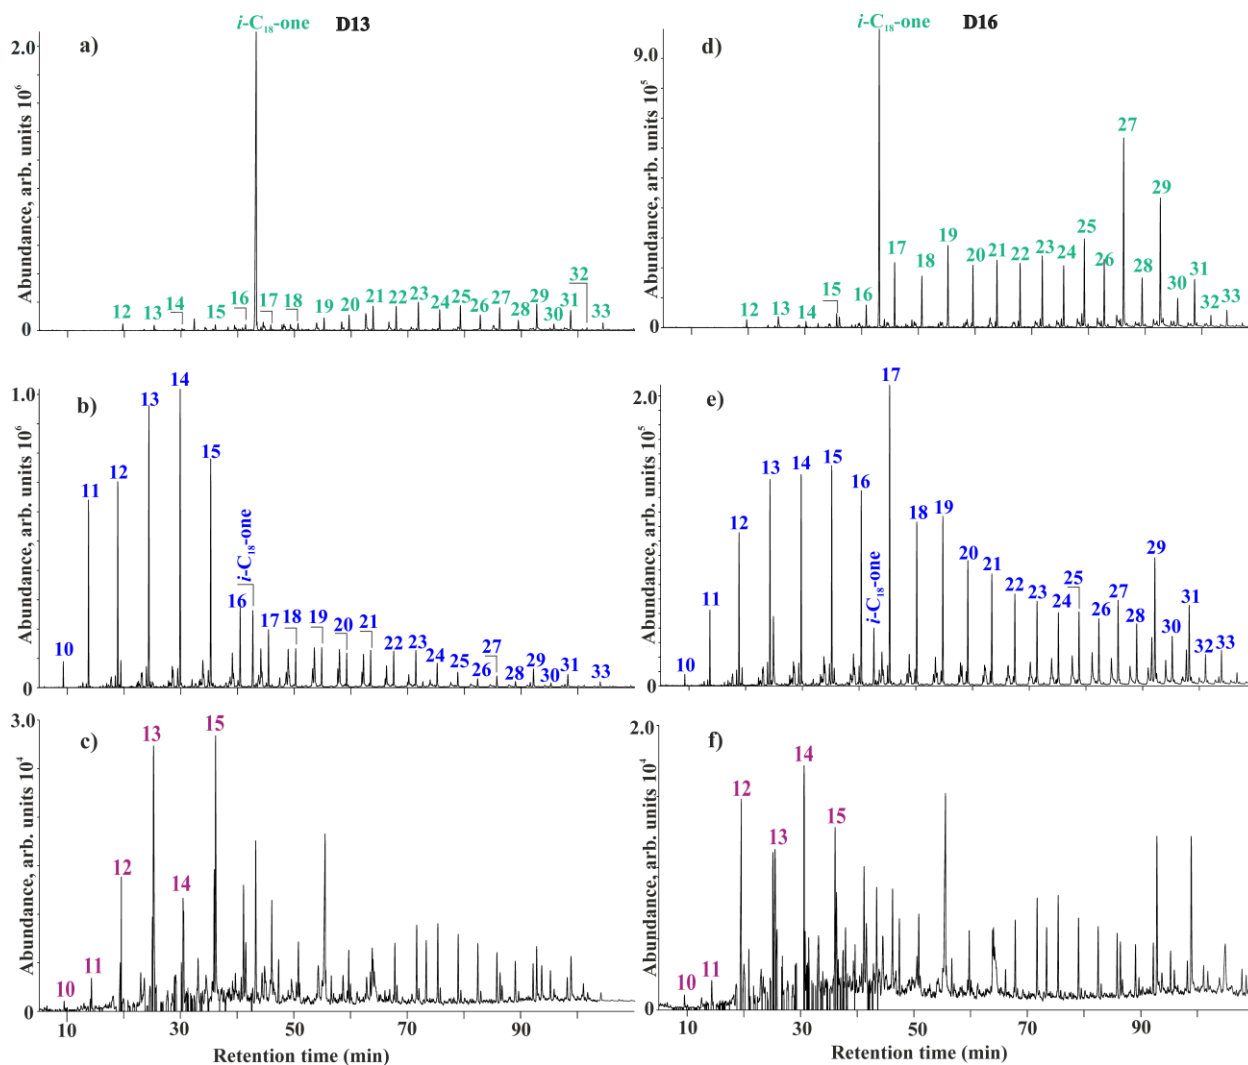 i-C₁₈-one D13
a)
2.0
Abundance, arb. units 10⁶
0
12 13 14 15 16 17 18 19 20 21 22 23 24 25 26 27 28 29 30 31 32 33
i-C₁₈-one D16
d)
9.0
Abundance, arb. units 10⁵
0
12 13 14 15 16 17 18 19 20 21 22 23 24 25 26 27 28 29 30 31 32 33
b)
1.0
Abundance, arb. units 10⁶
0
10 11 12 13 14 15 16 i-C₁₈-one 17 18 19 20 21 22 23 24 25 26 27 28 29 30 31 33
e)
2.0
Abundance, arb. units 10⁵
0
10 11 12 13 14 15 16 i-C₁₈-one 17 18 19 20 21 22 23 24 25 26 27 28 29 30 31 32 33
c)
3.0
Abundance, arb. units 10⁴
0
10 11 12 13 14 15
10 30 50 70 90
Retention time (min)
f)
2.0
Abundance, arb. units 10⁴
0
10 11 12 13 14 15
10 30 50 70 90
Retention time (min)